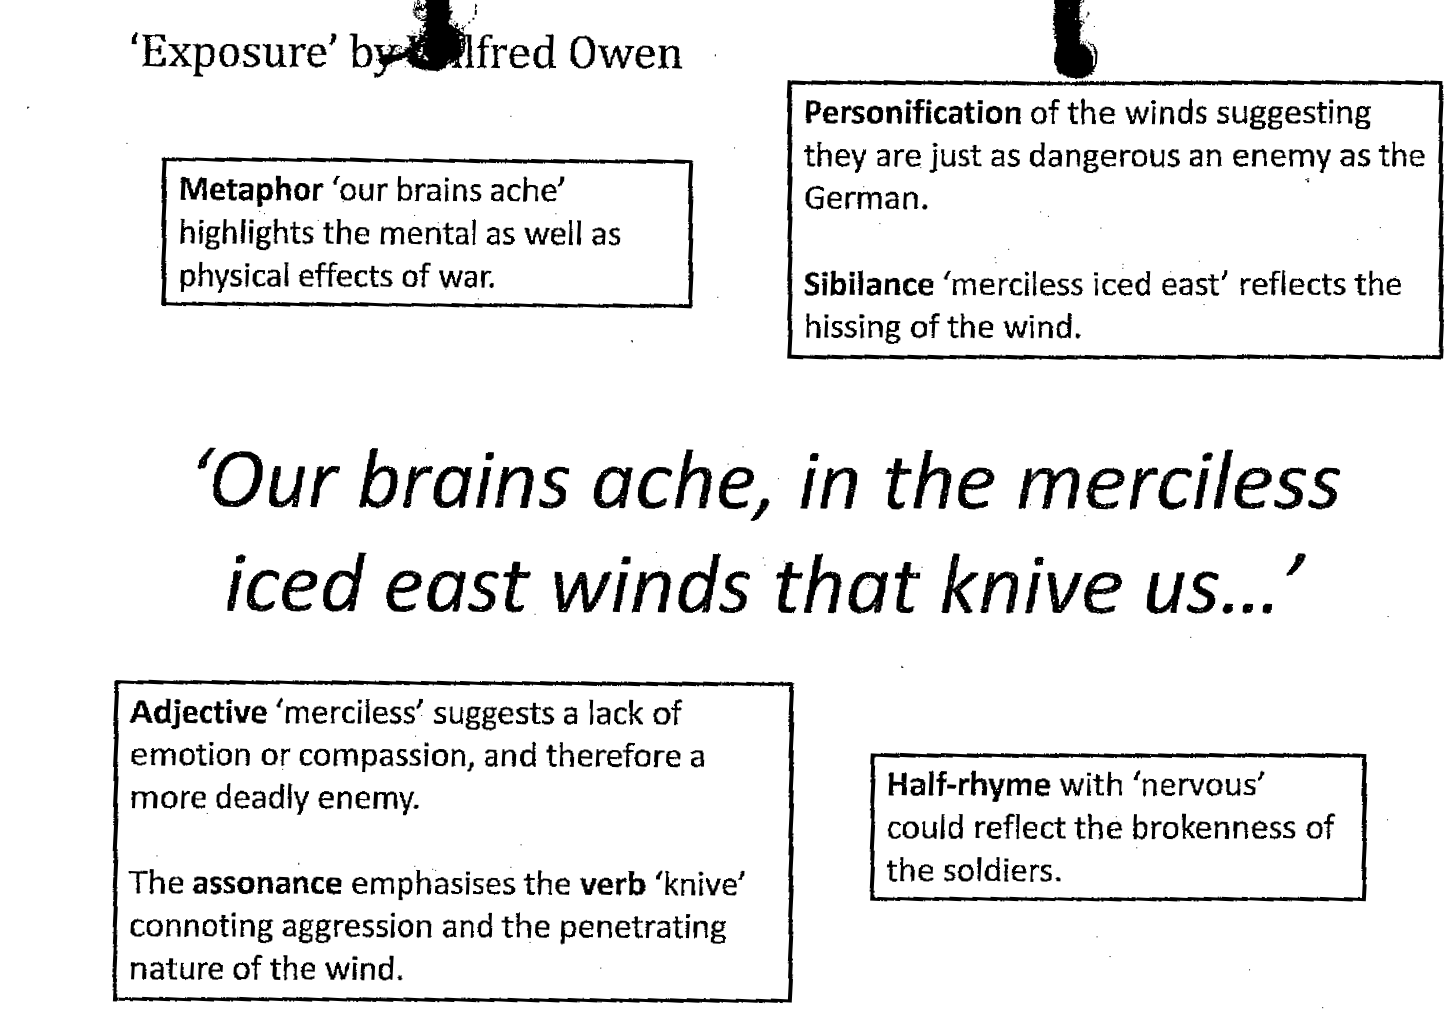 ‘Exposure’ by Wilfred Owen
Personification of the winds suggesting
they are just as dangerous an enemy as the
German.
Sibilance ‘merciless iced east’ reflects the
hissing of the wind.
Metaphor ‘our brains ache’
highlights the mental as well as
physical effects of war.
‘Our brains ache, in the merciless
iced east winds that knive us...’
Adjective ‘merciless’ suggests a lack of
emotion or compassion, and therefore a
more deadly enemy.
The assonance emphasises the verb ‘knive’
connoting aggression and the penetrating
nature of the wind.
Half-rhyme with ‘nervous’
could reflect the brokenness of
the soldiers.